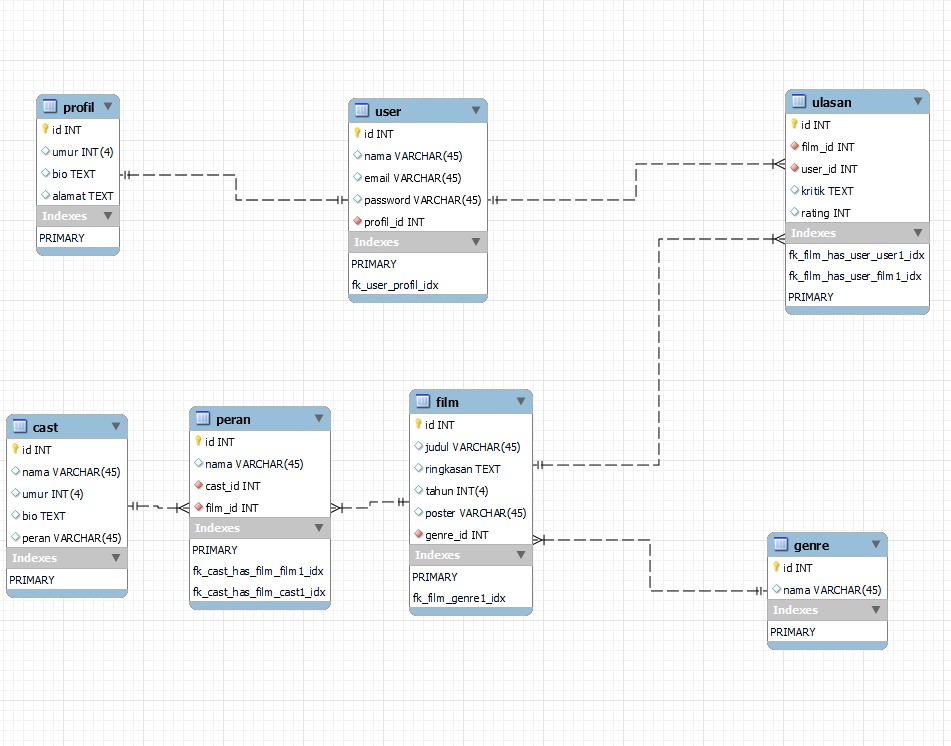 profil
id INT
umur INT(4)
bio TEXT
alamat TEXT
Indexes
PRIMARY
user
id INT
nama VARCHAR(45)
email VARCHAR(45)
password VARCHAR(45)
profil_id INT
Indexes
PRIMARY
fk_user_profil_idx
ulasan
id INT
film_id INT
user_id INT
kritik TEXT
rating INT
Indexes
fk_film_has_user_user1_idx
fk_film_has_user_film1_idx
PRIMARY
cast
id INT
nama VARCHAR(45)
umur INT(4)
bio TEXT
peran VARCHAR(45)
Indexes
PRIMARY
peran
id INT
nama VARCHAR(45)
cast_id INT
film_id INT
Indexes
PRIMARY
fk_cast_has_film_film1_idx
fk_cast_has_film_cast1_idx
film
id INT
judul VARCHAR(45)
ringkasan TEXT
tahun INT(4)
poster VARCHAR(45)
genre_id INT
Indexes
PRIMARY
fk_film_genre1_idx
genre
id INT
nama VARCHAR(45)
Indexes
PRIMARY